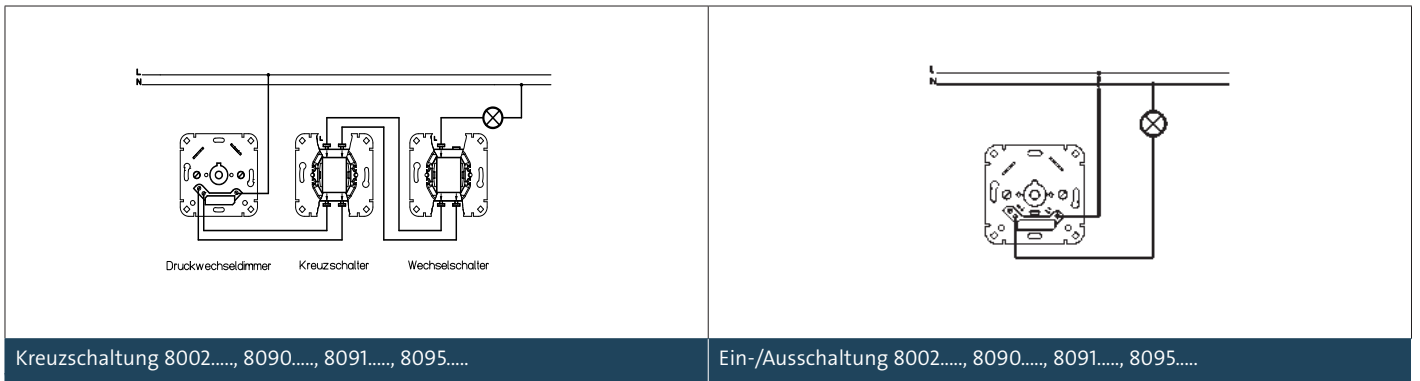 L
N
L
L
Druckwechseldimmer Kreuzschalter Wechselschalter
Kreuzschaltung 8002....., 8090....., 8091....., 8095.....
L
N
Ein-/Ausschaltung 8002....., 8090....., 8091....., 8095.....